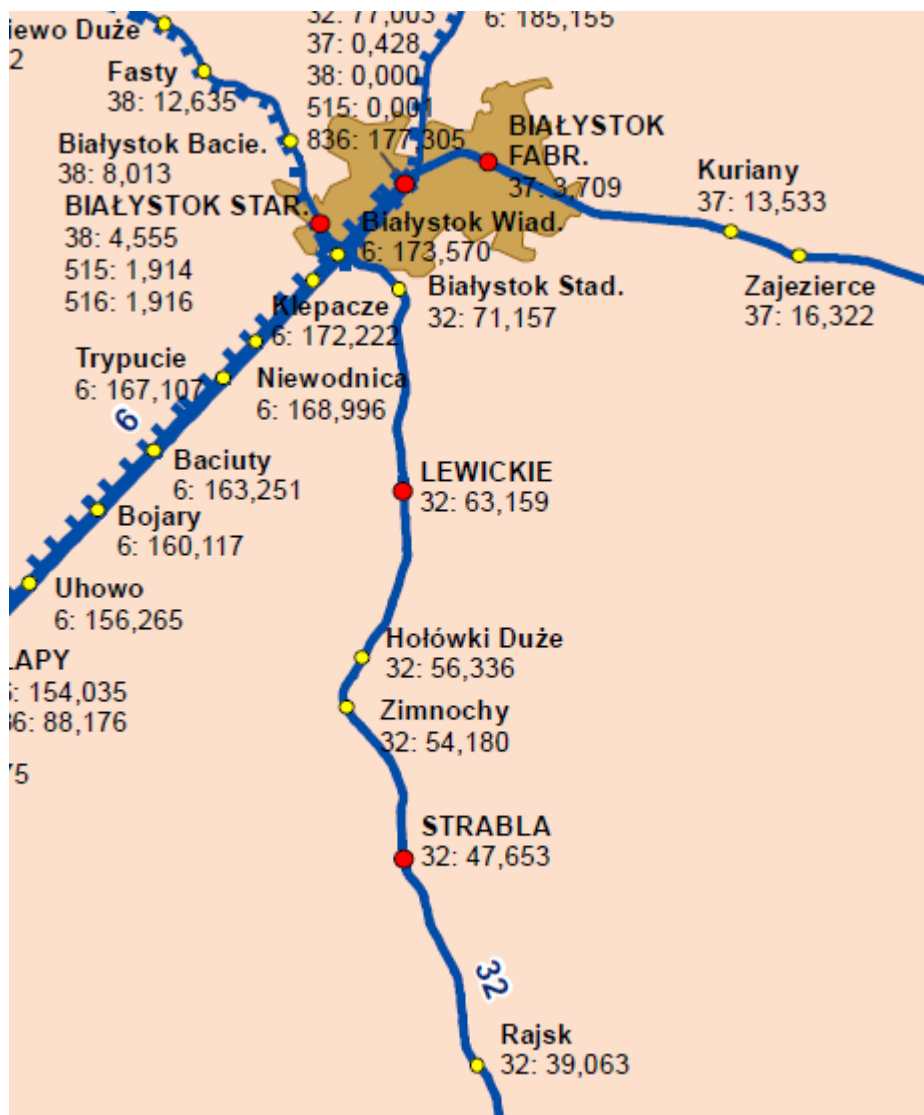 32: 77,003
6: 185,155
37: 0,428
38: 0,000
515: 0,001
836: 177,305
iewo Duże
2
Fasty
38: 12,635
Białystok Bacie.
38: 8,013
BIAŁYSTOK
FABR.
37: 3,709
Kuriany
37: 13,533
BIAŁYSTOK STAR.
38: 4,555
515: 1,914
516: 1,916
Białystok Wiad.
6: 173,570
Zajezierce
37: 16,322
Białystok Stad.
32: 71,157
Klepacze
6: 172,222
Trypucie
6: 167,107
Niewodnica
6: 168,996
6
Baciuty
6: 163,251
LEWICKIE
32: 63,159
Bojary
6: 160,117
Uhowo
6: 156,265
Hołówki Duże
32: 56,336
ŁAPY
6: 154,035
36: 88,176
75
Zimnochy
32: 54,180
STRABLA
32: 47,653
32
Rajsk
32: 39,063